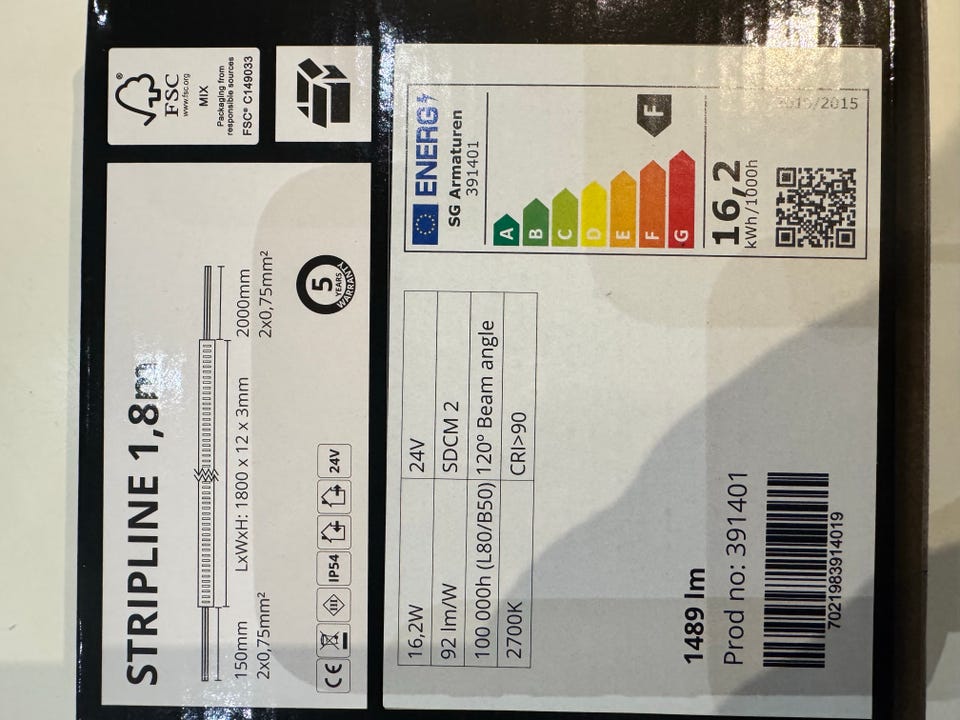 STRIPLINE 1,8m
150mm
2x0,75mm²
LxWxH: 1800 x 12 x 3mm
2000mm
2x0,75mm²
CE
III
IP54
24V
5
YEARS
WARRANTY
®
FSC
www.fsc.org
MIX
Packaging from
responsible sources
FSC® C149033
16,2W 24V
92 lm/W SDCM 2
100 000h (L80/B50) 120° Beam angle
2700K CRI>90
1489 lm
Prod no: 391401
7021983914019
ENERG
SG Armaturen
391401
A
B
C
D
E
F
G
F
16,2
kWh/1000h
2019/2015